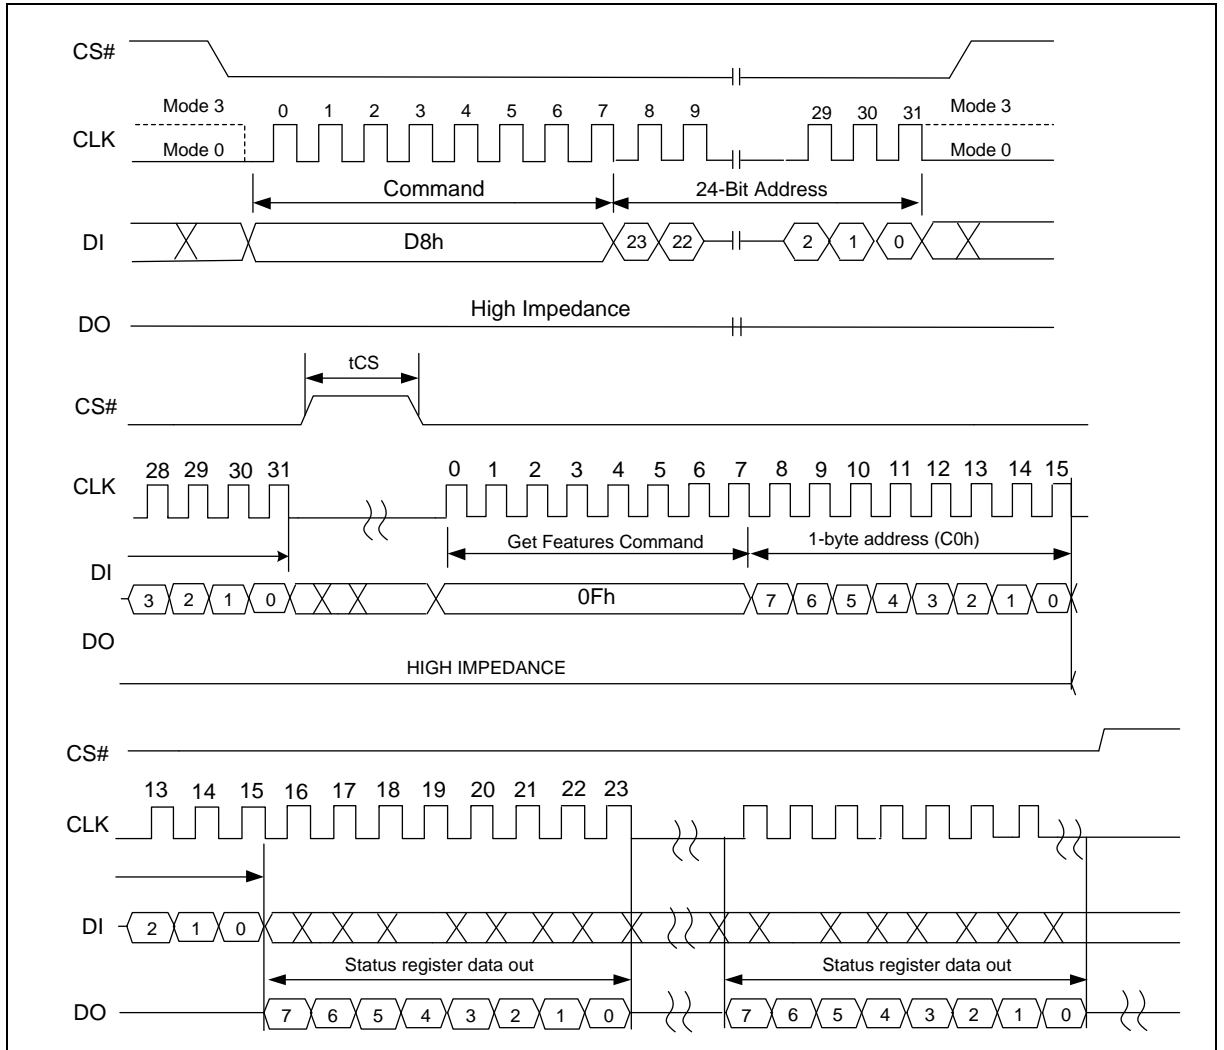 CS#
Mode 3 0 1 2 3 4 5 6 7 8 9 29 30 31 Mode 3
CLK
Mode 0 Mode 0
Command 24-Bit Address
DI D8h 23 22 2 1 0
High Impedance
DO
tCS
CS#
28 29 30 31 0 1 2 3 4 5 6 7 8 9 10 11 12 13 14 15
CLK
Get Features Command 1-byte address (C0h)
DI
3 2 1 0 0Fh 7 6 5 4 3 2 1 0
DO
HIGH IMPEDANCE
CS#
13 14 15 16 17 18 19 20 21 22 23
CLK
DI 2 1 0
Status register data out Status register data out
DO 7 6 5 4 3 2 1 0 7 6 5 4 3 2 1 0